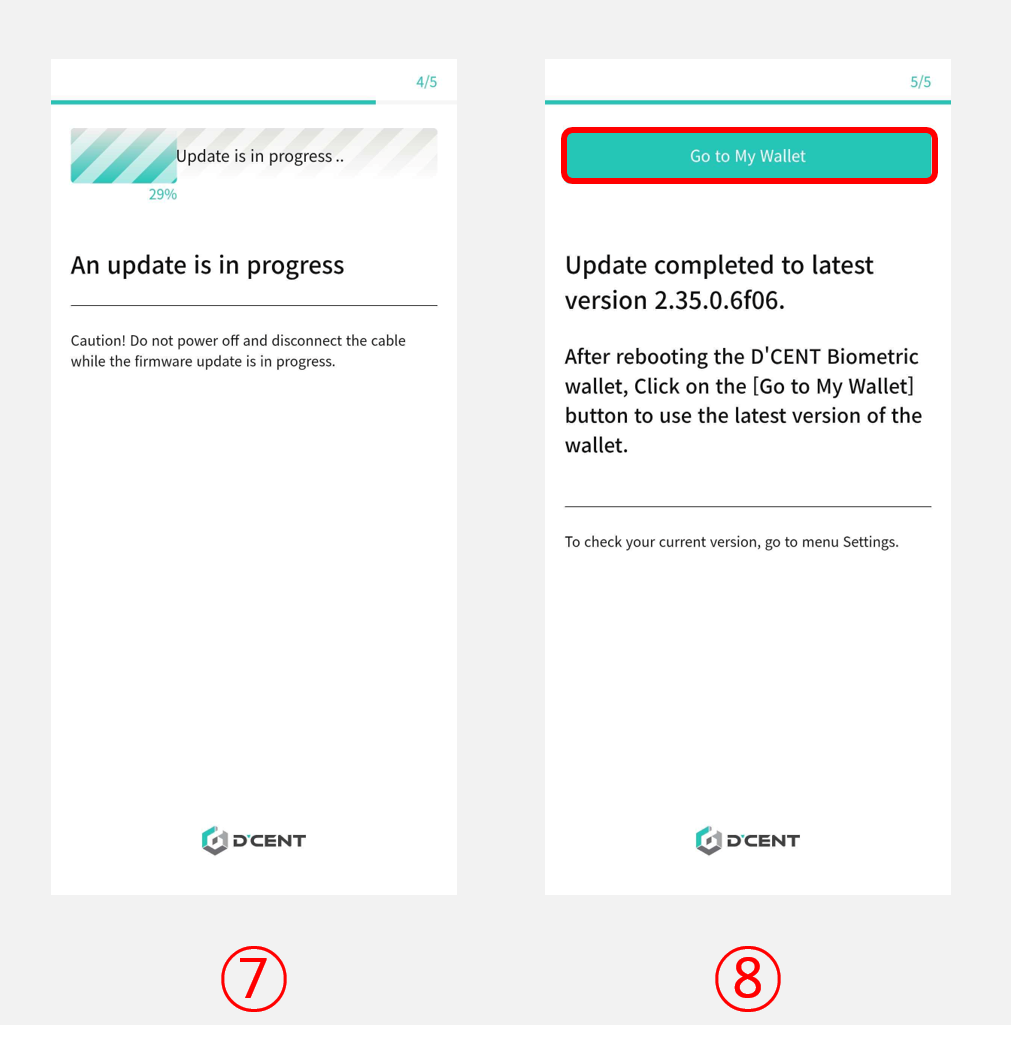 4/5
Update is in progress ..
29%
An update is in progress
Caution! Do not power off and disconnect the cable
while the firmware update is in progress.
D'CENT
⑦
5/5
Go to My Wallet
Update completed to latest
version 2.35.0.6f06.
After rebooting the D'CENT Biometric
wallet, Click on the [Go to My Wallet]
button to use the latest version of the
wallet.
To check your current version, go to menu Settings.
D'CENT
⑧